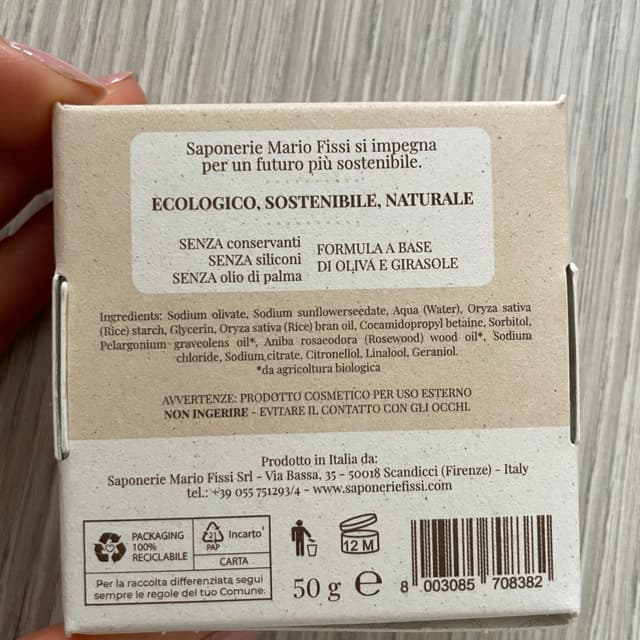 Saponerie Mario Fissi si impegna
per un futuro più sostenibile.
ECOLOGICO, SOSTENIBILE, NATURALE
SENZA conservanti
SENZA siliconi
SENZA olio di palma
FORMULA A BASE
DI OLIVA E GIRASOLE
Ingredients: Sodium olivate, Sodium sunflowerseedate, Aqua (Water), Oryza sativa
(Rice) starch, Glycerin, Oryza sativa (Rice) bran oil, Cocamidopropyl betaine, Sorbitol,
Pelargonium graveolens oil*, Aniba rosaeodora (Rosewood) wood oil*, Sodium
chloride, Sodium citrate, Citronellol, Linalool, Geraniol.
*da agricoltura biologica
AVVERTENZE: PRODOTTO COSMETICO PER USO ESTERNO
NON INGERIRE - EVITARE IL CONTATTO CON GLI OCCHI.
Prodotto in Italia da:
Saponerie Mario Fissi Srl - Via Bassa, 35 - 50018 Scandicci (Firenze) - Italy
tel.: +39 055 751293/4 - www.saponeriefissi.com
PACKAGING
100%
RECICLABILE
21
PAP
Incarto
CARTA
Per la raccolta differenziata segui
sempre le regole del tuo Comune.
12 M
50 g ℮
8 003085 708382